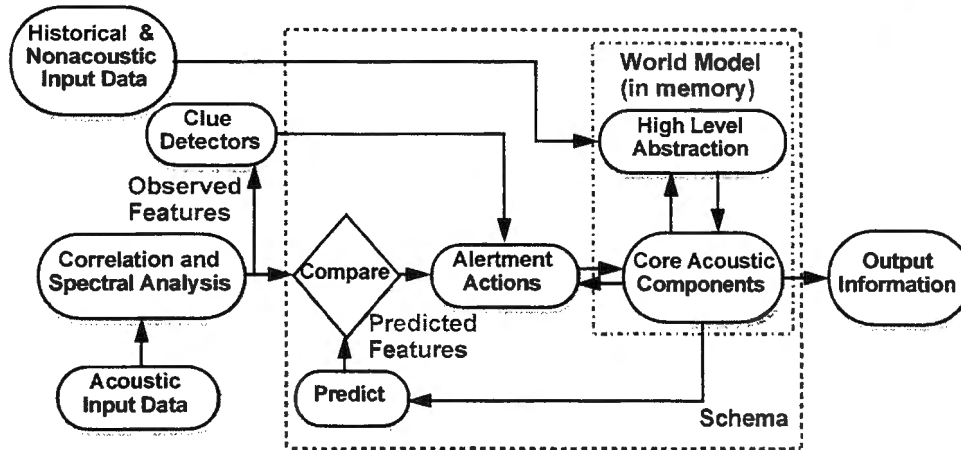 Historical &
Nonacoustic
Input Data
World Model
(in memory)
Clue
Detectors
High Level
Abstraction
Observed
Features
Correlation and
Spectral Analysis
Compare
Alertment
Actions
Core Acoustic
Components
Output
Information
Predicted
Features
Acoustic
Input Data
Predict
Schema